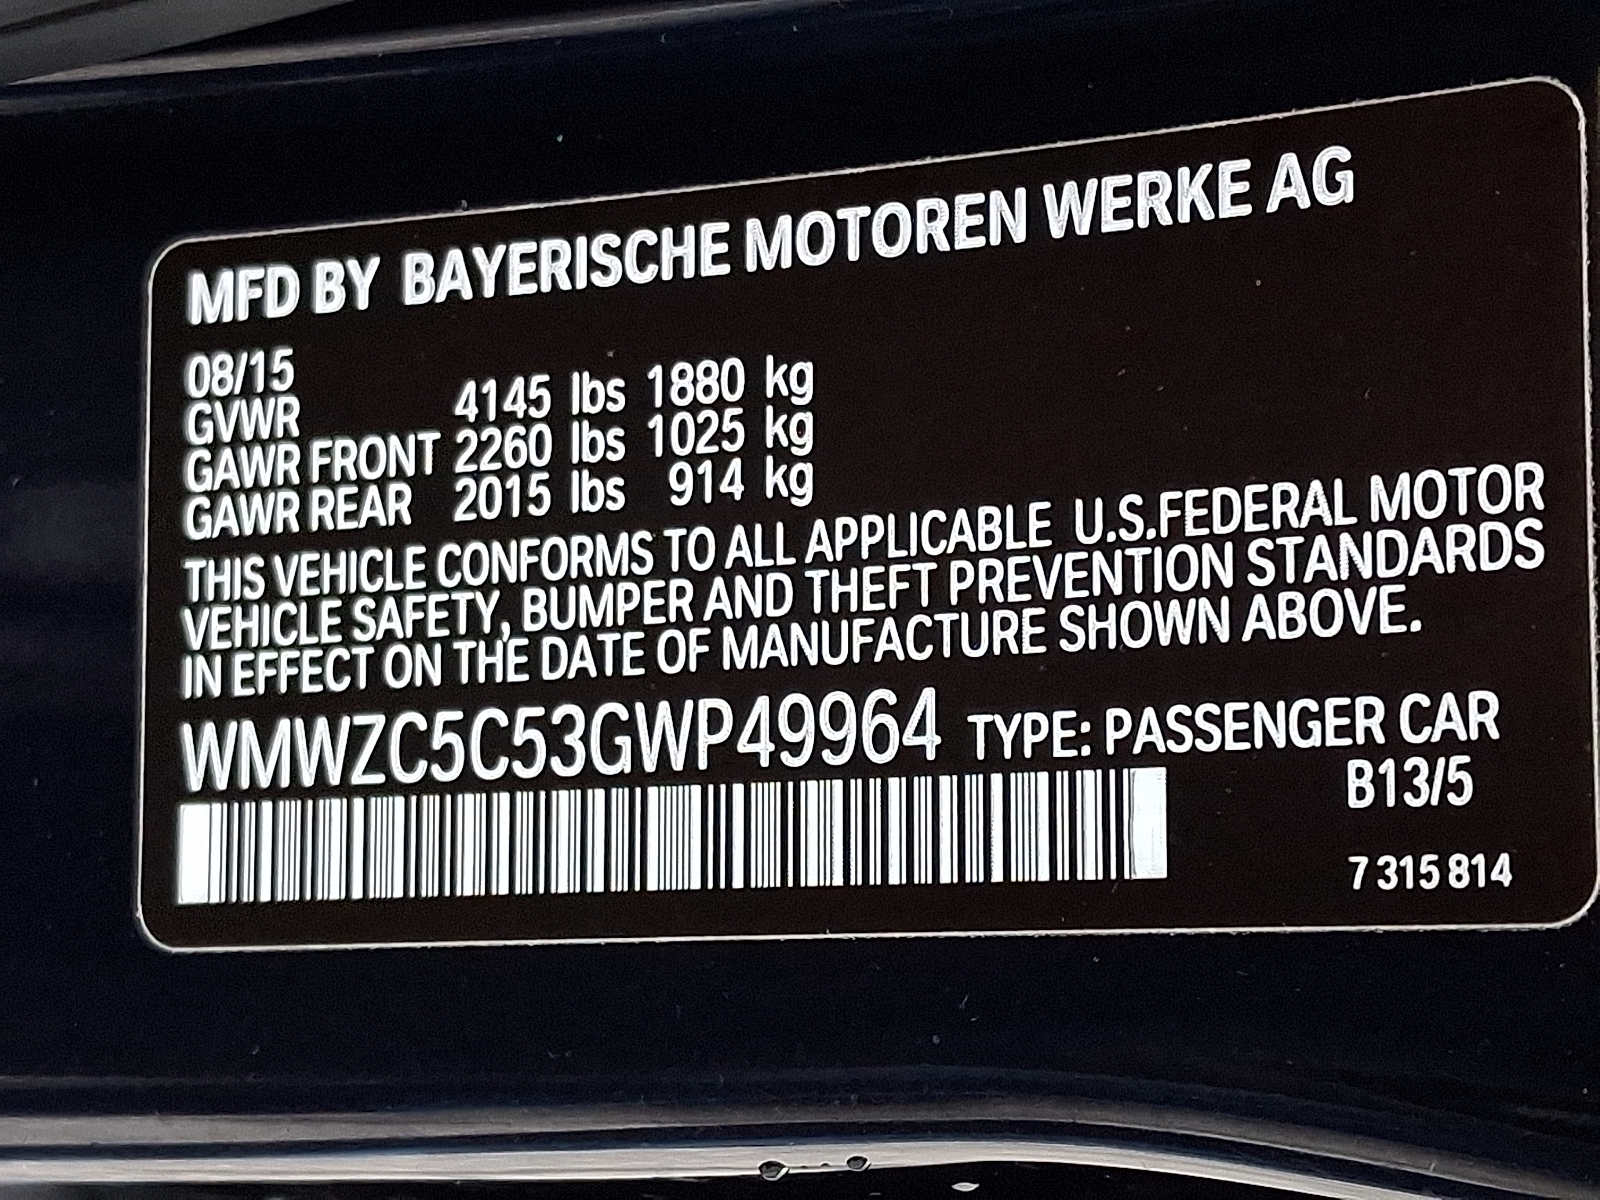 MFD BY BAYERISCHE MOTOREN WERKE AG
08/15
GVWR 4145 lbs 1880 kg
GAWR FRONT 2260 lbs 1025 kg
GAWR REAR 2015 lbs 914 kg
THIS VEHICLE CONFORMS TO ALL APPLICABLE U.S.FEDERAL MOTOR
VEHICLE SAFETY, BUMPER AND THEFT PREVENTION STANDARDS
IN EFFECT ON THE DATE OF MANUFACTURE SHOWN ABOVE.
WMWZC5C53GWP49964 TYPE: PASSENGER CAR
B13/5
7 315 814